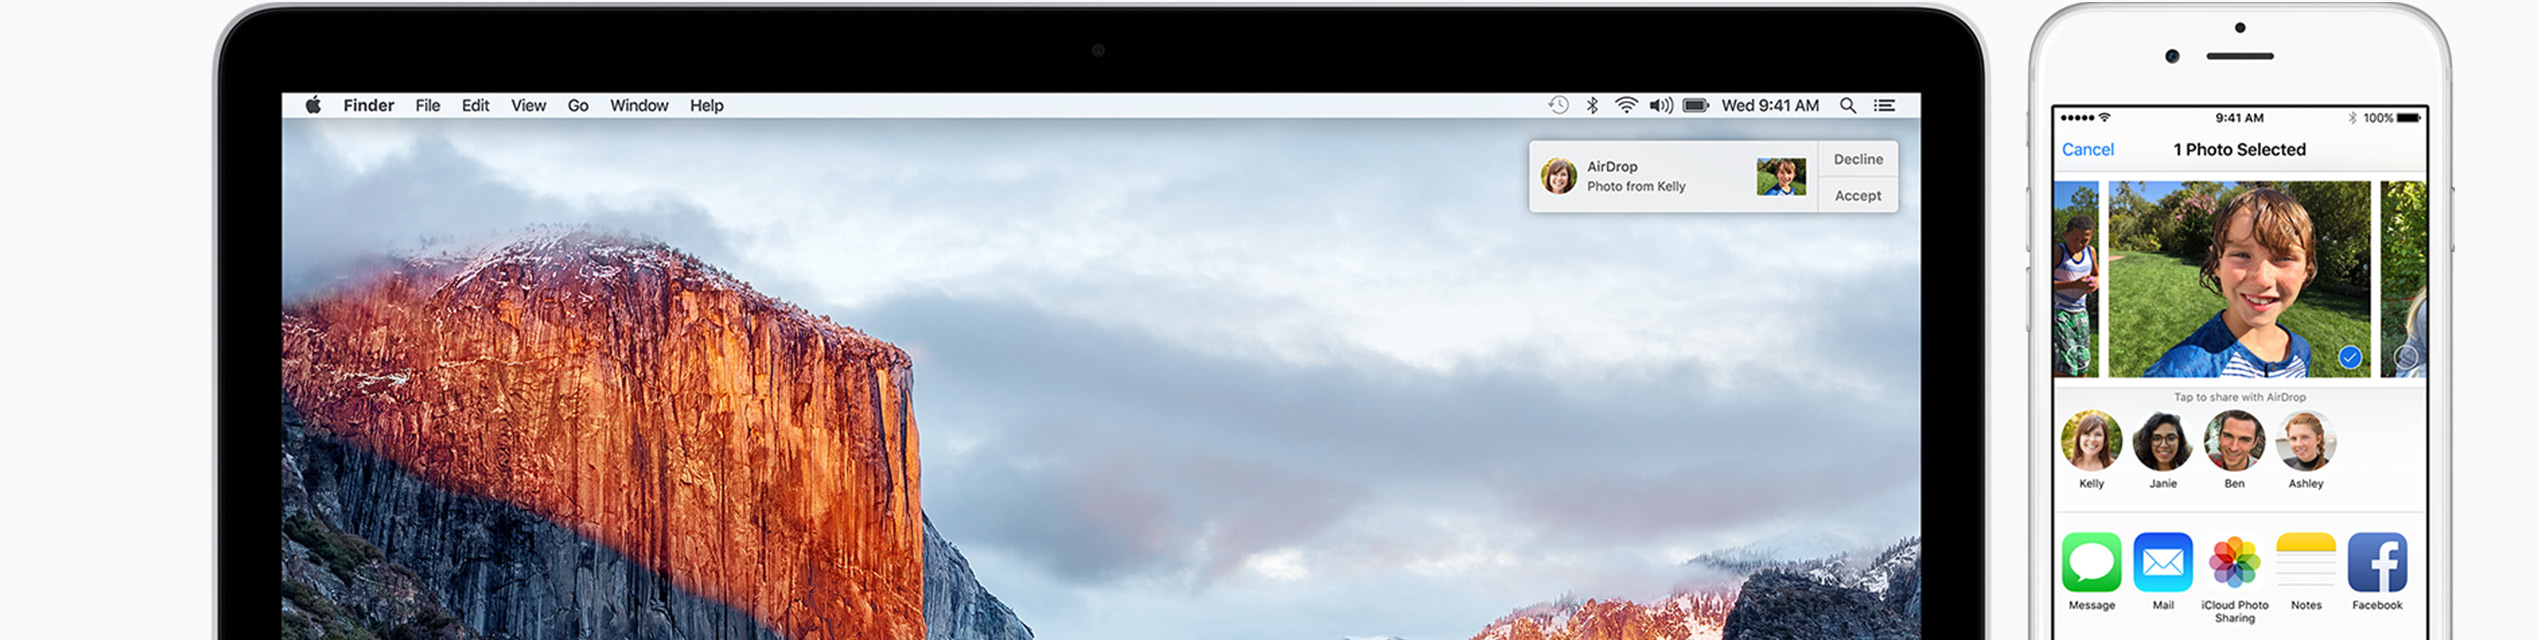 Finder File Edit View Go Window Help
Wed 9:41 AM
AirDrop
Photo from Kelly
Decline
Accept
9:41 AM
100%
Cancel
1 Photo Selected
Tap to share with AirDrop
Kelly Janie Ben Ashley
Message Mail iCloud Photo Notes Facebook
Sharing